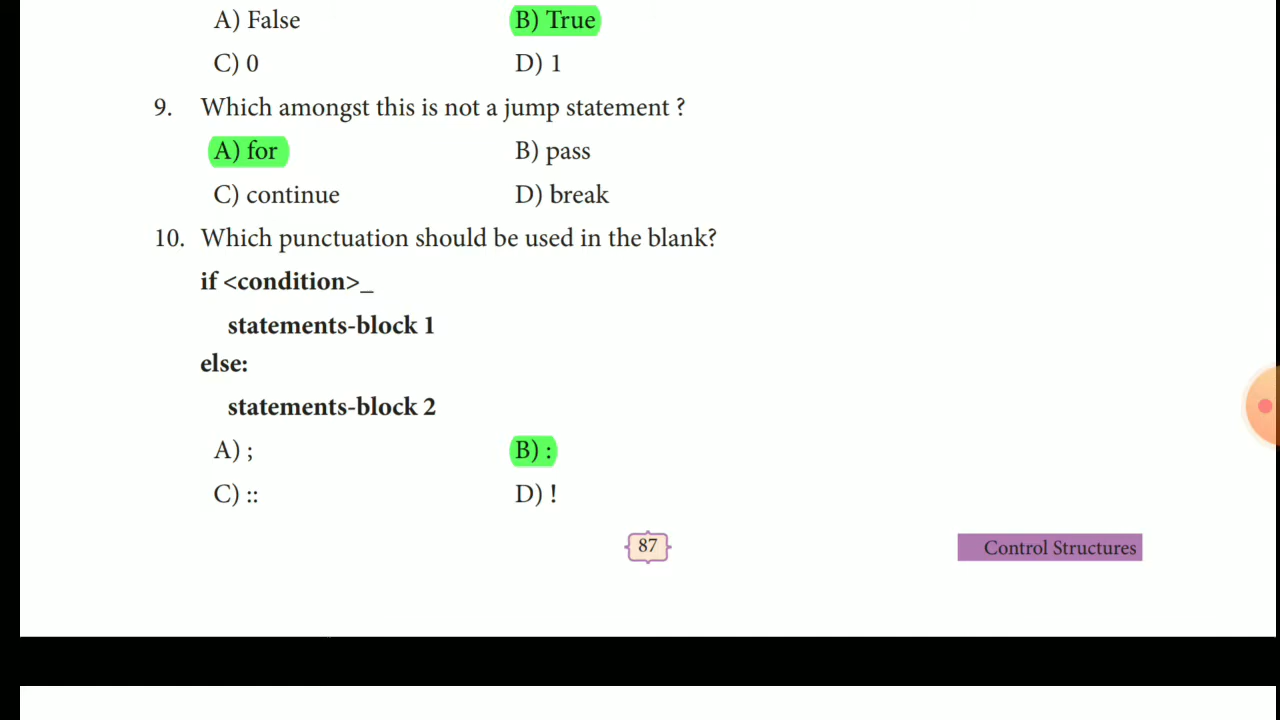 A) False B) True
C) 0 D) 1
9. Which amongst this is not a jump statement ?
A) for B) pass
C) continue D) break
10. Which punctuation should be used in the blank?
if <condition>_
statements-block 1
else:
statements-block 2
A) ; B) :
C) :: D) !
87 Control Structures